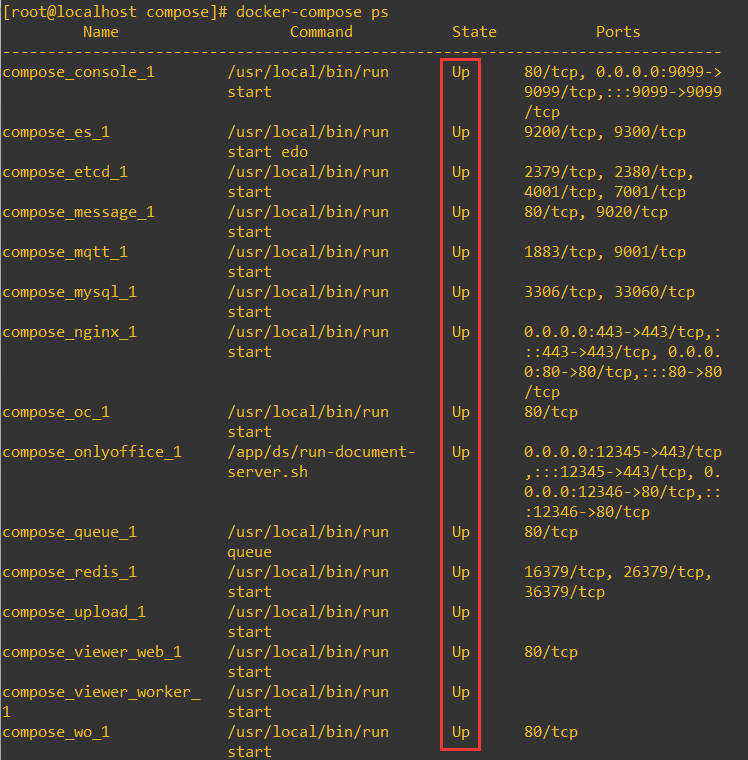 [root@localhost compose]# docker-compose ps
Name Command State Ports
--------------------------------------------------------------------------------
compose_console_1 /usr/local/bin/run Up 80/tcp, 0.0.0.0:9099->
start 9099/tcp,:::9099->9099
/tcp
compose_es_1 /usr/local/bin/run Up 9200/tcp, 9300/tcp
start edo
compose_etcd_1 /usr/local/bin/run Up 2379/tcp, 2380/tcp,
start 4001/tcp, 7001/tcp
compose_message_1 /usr/local/bin/run Up 80/tcp, 9020/tcp
start
compose_mqtt_1 /usr/local/bin/run Up 1883/tcp, 9001/tcp
start
compose_mysql_1 /usr/local/bin/run Up 3306/tcp, 33060/tcp
start
compose_nginx_1 /usr/local/bin/run Up 0.0.0.0:443->443/tcp,:
start ::443->443/tcp, 0.0.0.
0:80->80/tcp,:::80->80
/tcp
compose_oc_1 /usr/local/bin/run Up 80/tcp
start
compose_onlyoffice_1 /app/ds/run-document- Up 0.0.0.0:12345->443/tcp
server.sh ,:::12345->443/tcp, 0.
0.0.0:12346->80/tcp,::
:12346->80/tcp
compose_queue_1 /usr/local/bin/run Up 80/tcp
queue
compose_redis_1 /usr/local/bin/run Up 16379/tcp, 26379/tcp,
start 36379/tcp
compose_upload_1 /usr/local/bin/run Up
start
compose_viewer_web_1 /usr/local/bin/run Up 80/tcp
start
compose_viewer_worker_ /usr/local/bin/run Up
1 start
compose_wo_1 /usr/local/bin/run Up 80/tcp
start